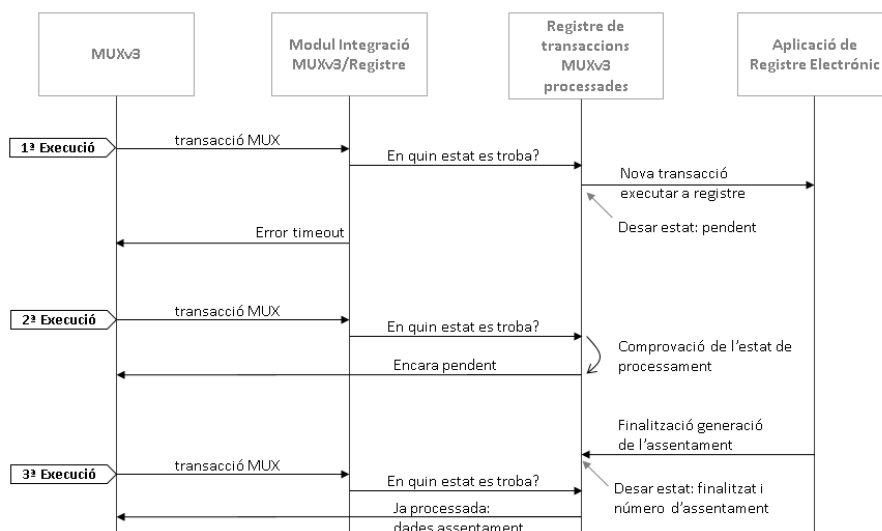 MUXv3
Modul Integració
MUXv3/Registre
Registre de
transaccions
MUXv3
processades
Aplicació de
Registre Electrónic
1ª Execució
transacció MUX
En quin estat es troba?
Nova transacció
executar a registre
Desar estat: pendent
Error timeout
2ª Execució
transacció MUX
En quin estat es troba?
Comprovació de l'estat de
processament
Encara pendent
Finalització generació
de l'assentament
3ª Execució
transacció MUX
En quin estat es troba?
Desar estat: finalitzat i
número d'assentament
Ja processada:
dades assentament